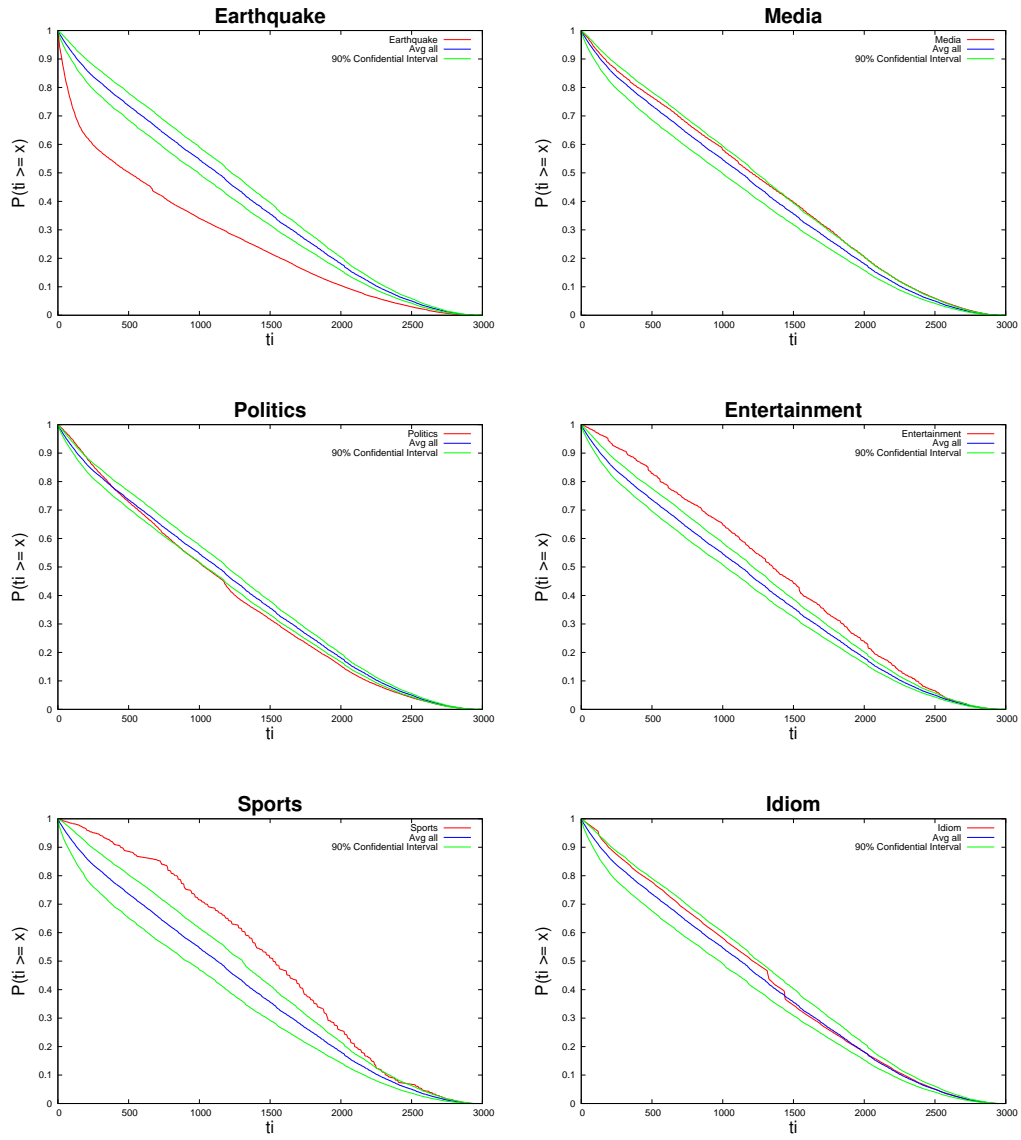 Earthquake
Earthquake
Avg all
90% Confidential Interval
1
0.9
0.8
0.7
0.6
0.5
0.4
0.3
0.2
0.1
0
P(ti >= x)
0 500 1000 1500 2000 2500 3000
ti
Media
Media
Avg all
90% Confidential Interval
1
0.9
0.8
0.7
0.6
0.5
0.4
0.3
0.2
0.1
0
P(ti >= x)
0 500 1000 1500 2000 2500 3000
ti
Politics
Politics
Avg all
90% Confidential Interval
1
0.9
0.8
0.7
0.6
0.5
0.4
0.3
0.2
0.1
0
P(ti >= x)
0 500 1000 1500 2000 2500 3000
ti
Entertainment
Entertainment
Avg all
90% Confidential Interval
1
0.9
0.8
0.7
0.6
0.5
0.4
0.3
0.2
0.1
0
P(ti >= x)
0 500 1000 1500 2000 2500 3000
ti
Sports
Sports
Avg all
90% Confidential Interval
1
0.9
0.8
0.7
0.6
0.5
0.4
0.3
0.2
0.1
0
P(ti >= x)
0 500 1000 1500 2000 2500 3000
ti
Idiom
Idiom
Avg all
90% Confidential Interval
1
0.9
0.8
0.7
0.6
0.5
0.4
0.3
0.2
0.1
0
P(ti >= x)
0 500 1000 1500 2000 2500 3000
ti